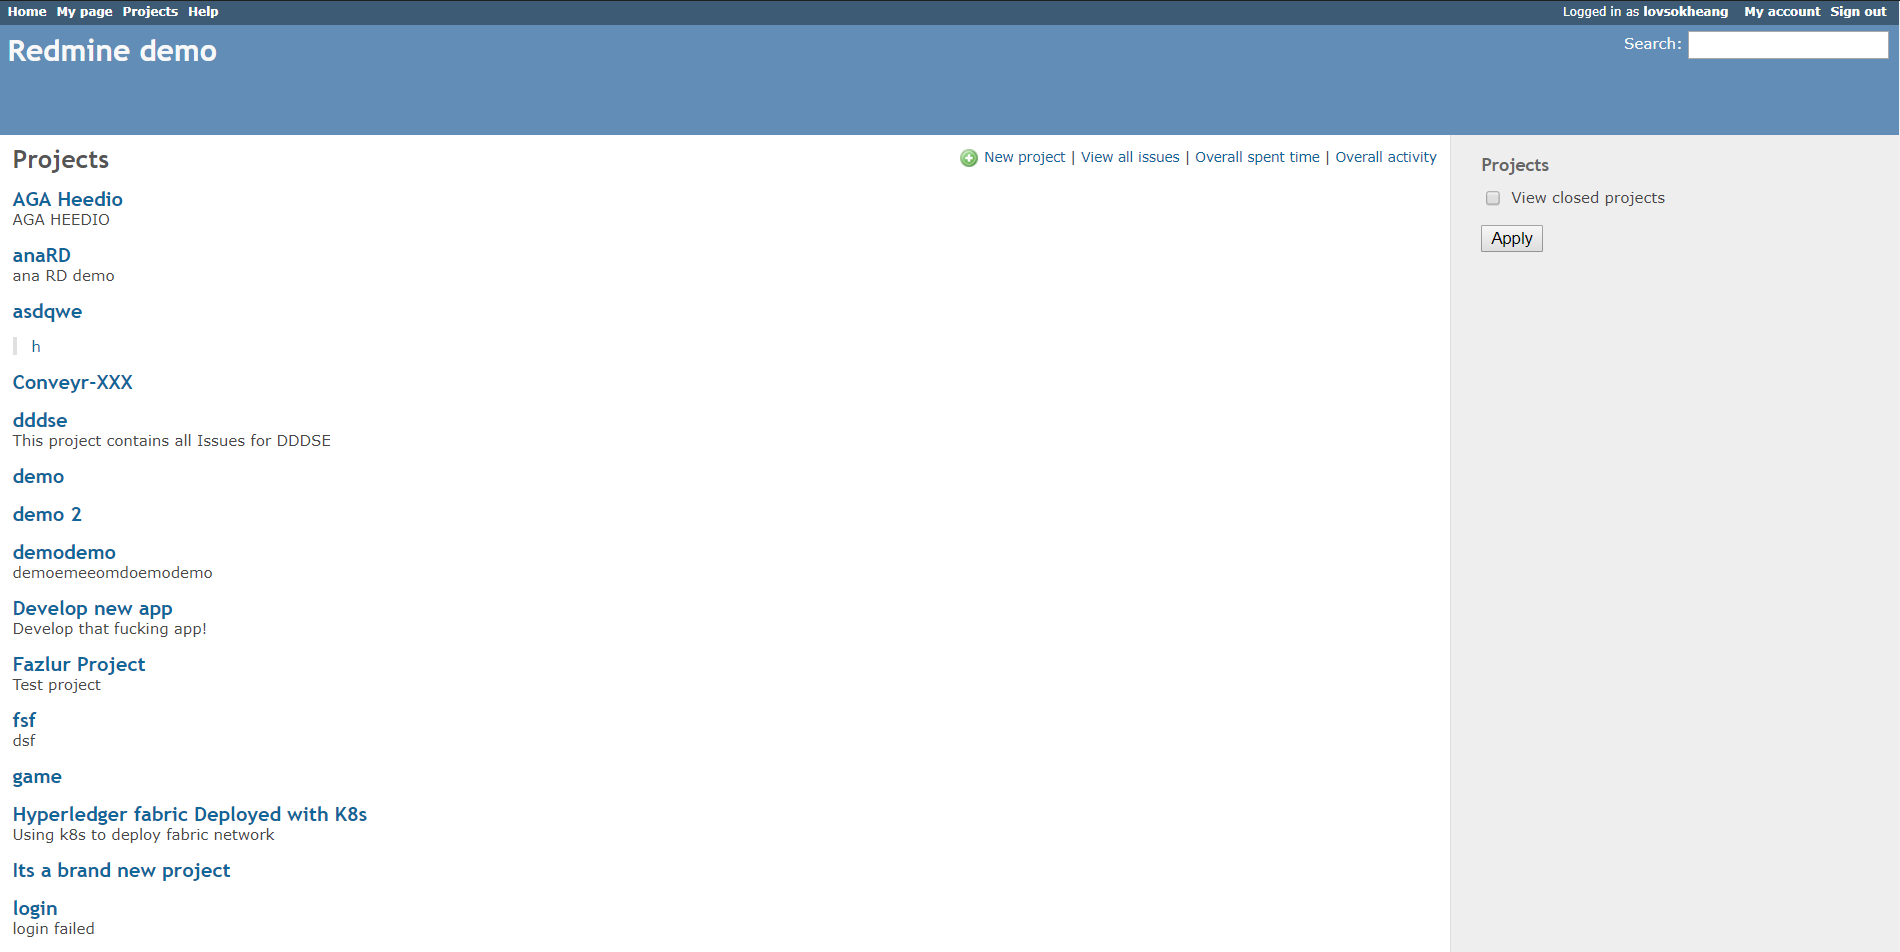 Home My page Projects Help
Logged in as lovsokheang My account Sign out
Redmine demo
Search:
Projects
New project | View all issues | Overall spent time | Overall activity
AGA Heedio
AGA HEEDIO
anaRD
ana RD demo
asdqwe
h
Conveyr-XXX
dddse
This project contains all Issues for DDDSE
demo
demo 2
demodemo
demoemeeomdoemodemo
Develop new app
Develop that fucking app!
Fazlur Project
Test project
fsf
dsf
game
Hyperledger fabric Deployed with K8s
Using k8s to deploy fabric network
Its a brand new project
login
login failed
Projects
View closed projects
Apply